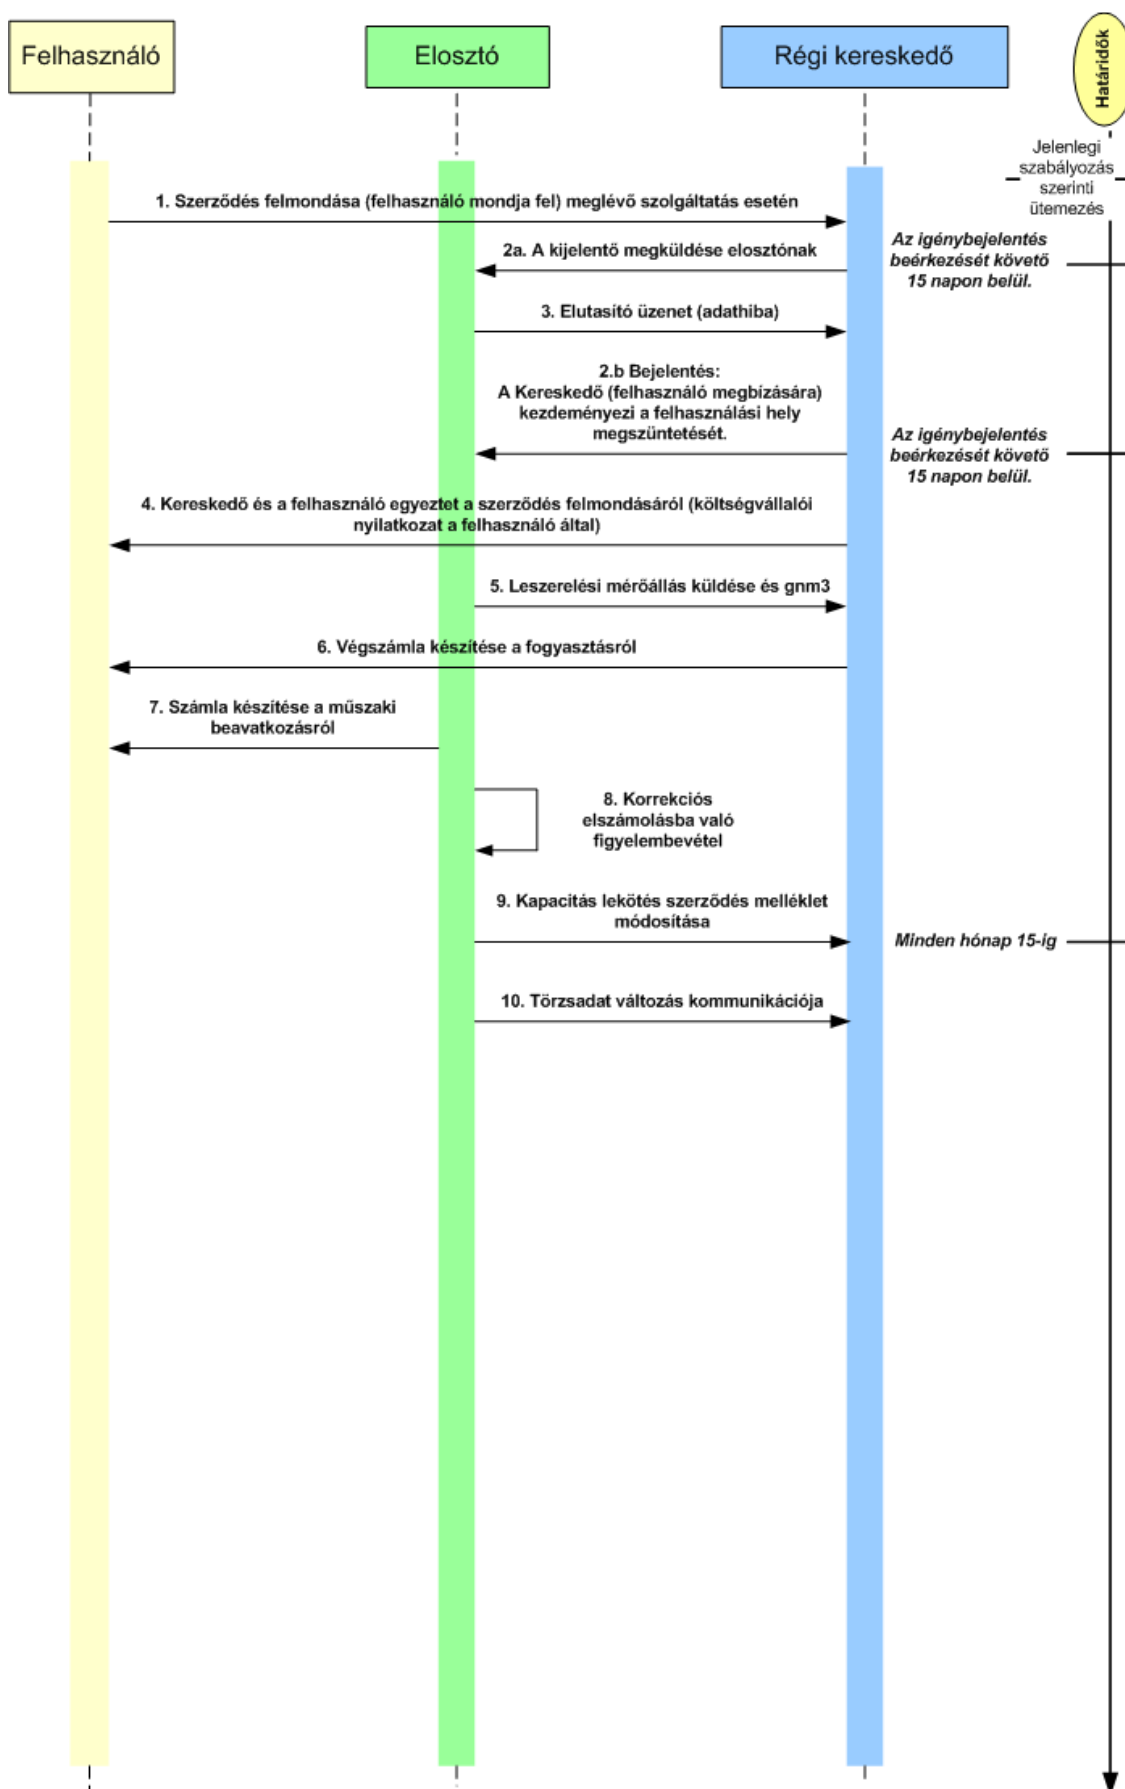 Felhasználó
Elosztó
Régi kereskedő
Határidők
Jelenlegi
szabályozás
szerinti
ütemezés
1. Szerződés felmondása (felhasználó mondja fel) meglévő szolgáltatás esetén
2a. A kijelentő megküldése elosztónak
Az igénybejelentés
beérkezését követő
15 napon belül.
3. Elutasító üzenet (adathiba)
2.b Bejelentés:
A Kereskedő (felhasználó megbízására)
kezdeményezi a felhasználási hely
megszüntetését.
Az igénybejelentés
beérkezését követő
15 napon belül.
4. Kereskedő és a felhasználó egyeztet a szerződés felmondásáról (költségvállalói
nyilatkozat a felhasználó által)
5. Leszerelési mérőállás küldése és gnm3
6. Végszámla készítése a fogyasztásról
7. Számla készítése a műszaki
beavatkozásról
8. Korrekciós
elszámolásba való
figyelembevétel
9. Kapacitás lekötés szerződés melléklet
módosítása
Minden hónap 15-ig
10. Törzsadat változás kommunikációja